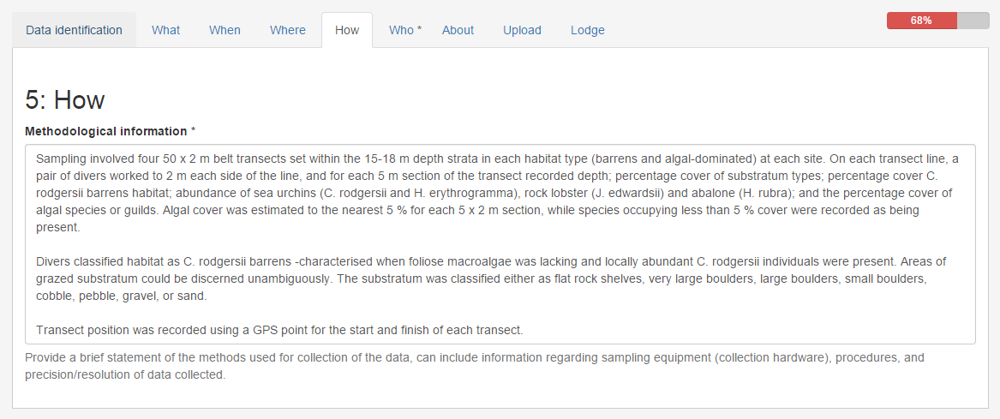 Data identification What When Where How Who * About Upload Lodge 68%
5: How
Methodological information *
Sampling involved four 50 x 2 m belt transects set within the 15-18 m depth strata in each habitat type (barrens and algal-dominated) at each site. On each transect line, a
pair of divers worked to 2 m each side of the line, and for each 5 m section of the transect recorded depth; percentage cover of substratum types; percentage cover C.
rodgersii barrens habitat; abundance of sea urchins (C. rodgersii and H. erythrogramma), rock lobster (J. edwardsii) and abalone (H. rubra); and the percentage cover of
algal species or guilds. Algal cover was estimated to the nearest 5 % for each 5 x 2 m section, while species occupying less than 5 % cover were recorded as being
present.
Divers classified habitat as C. rodgersii barrens -characterised when foliose macroalgae was lacking and locally abundant C. rodgersii individuals were present. Areas of
grazed substratum could be discerned unambiguously. The substratum was classified either as flat rock shelves, very large boulders, large boulders, small boulders,
cobble, pebble, gravel, or sand.
Transect position was recorded using a GPS point for the start and finish of each transect.
Provide a brief statement of the methods used for collection of the data, can include information regarding sampling equipment (collection hardware), procedures, and
precision/resolution of data collected.